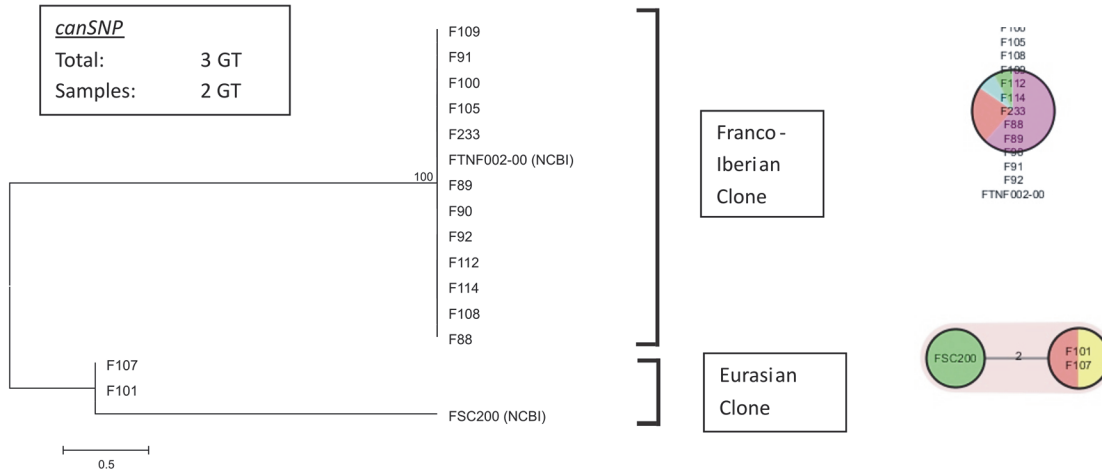 canSNP
Total: 3 GT
Samples: 2 GT
F109
F91
F100
F105
F233
FTNF002-00 (NCBI)
F89
F90
F92
F112
F114
F108
F88
100
F107
F101
FSC200 (NCBI)
0.5
Franco-
Iberian
Clone
Eurasian
Clone
F105
F108
F109
F112
F114
F233
F88
F89
F90
F91
F92
FTNF002-00
FSC200
2
F101
F107